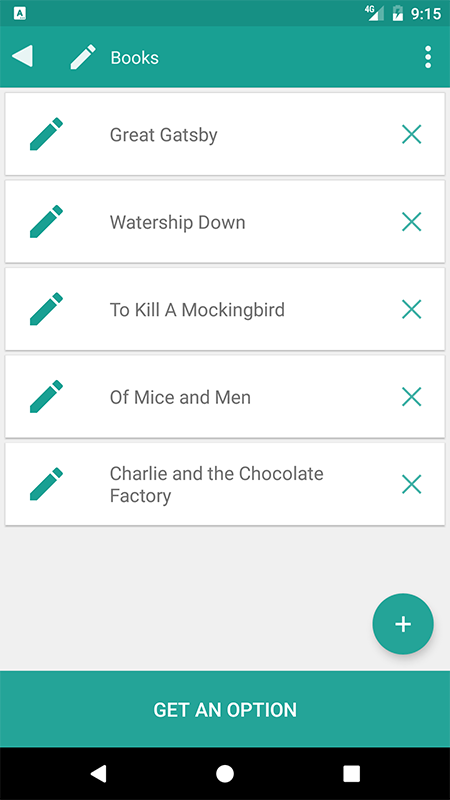 A
4G
9:15
Books
Great Gatsby
Watership Down
To Kill A Mockingbird
Of Mice and Men
Charlie and the Chocolate
Factory
+
GET AN OPTION